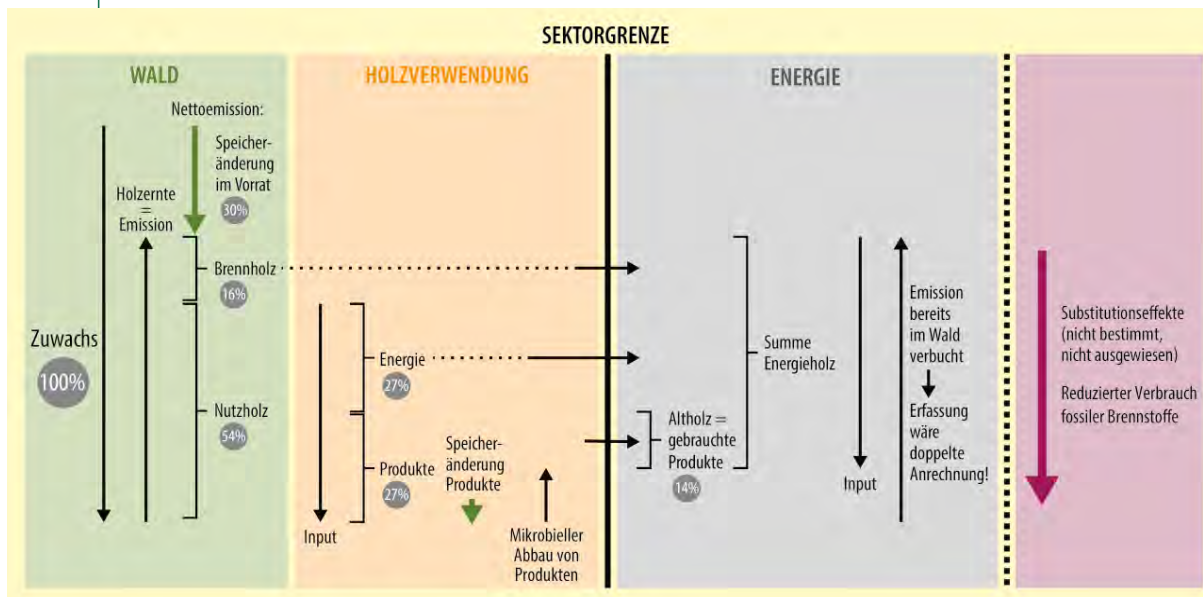 SEKTORGRENZE
WALD
Nettoemission:
Speicher-
änderung
im Vorrat
30%
Holzernte
=
Emission
Brennholz
16%
Zuwachs
100%
Nutzholz
54%
HOLZVERWENDUNG
Energie
27%
Produkte
27%
Input
Speicher-
änderung
Produkte
Mikrobieller
Abbau von
Produkten
ENERGIE
Altholz =
gebrauchte
Produkte
14%
Summe
Energieholz
Input
Emission
bereits
im Wald
verbucht
Erfassung
wäre
doppelte
Anrechnung!
Substitutionseffekte
(nicht bestimmt,
nicht ausgewiesen)
Reduzierter Verbrauch
fossiler Brennstoffe